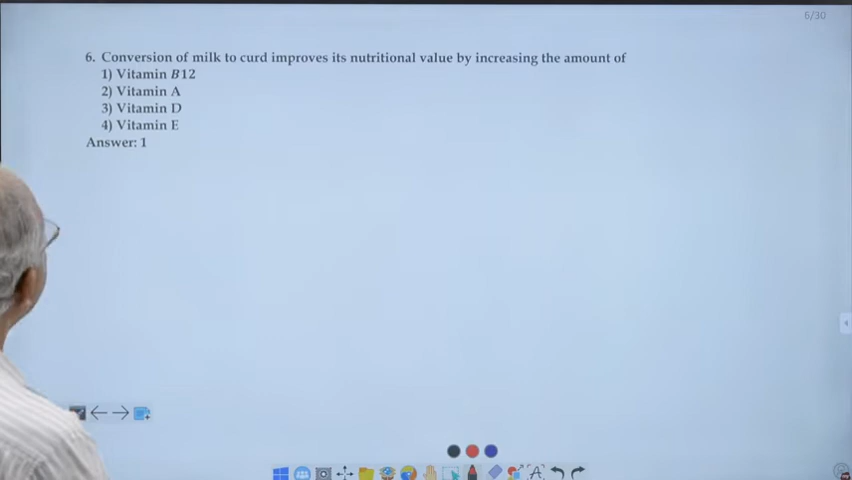 6/30
6. Conversion of milk to curd improves its nutritional value by increasing the amount of
1) Vitamin B12
2) Vitamin A
3) Vitamin D
4) Vitamin E
Answer: 1